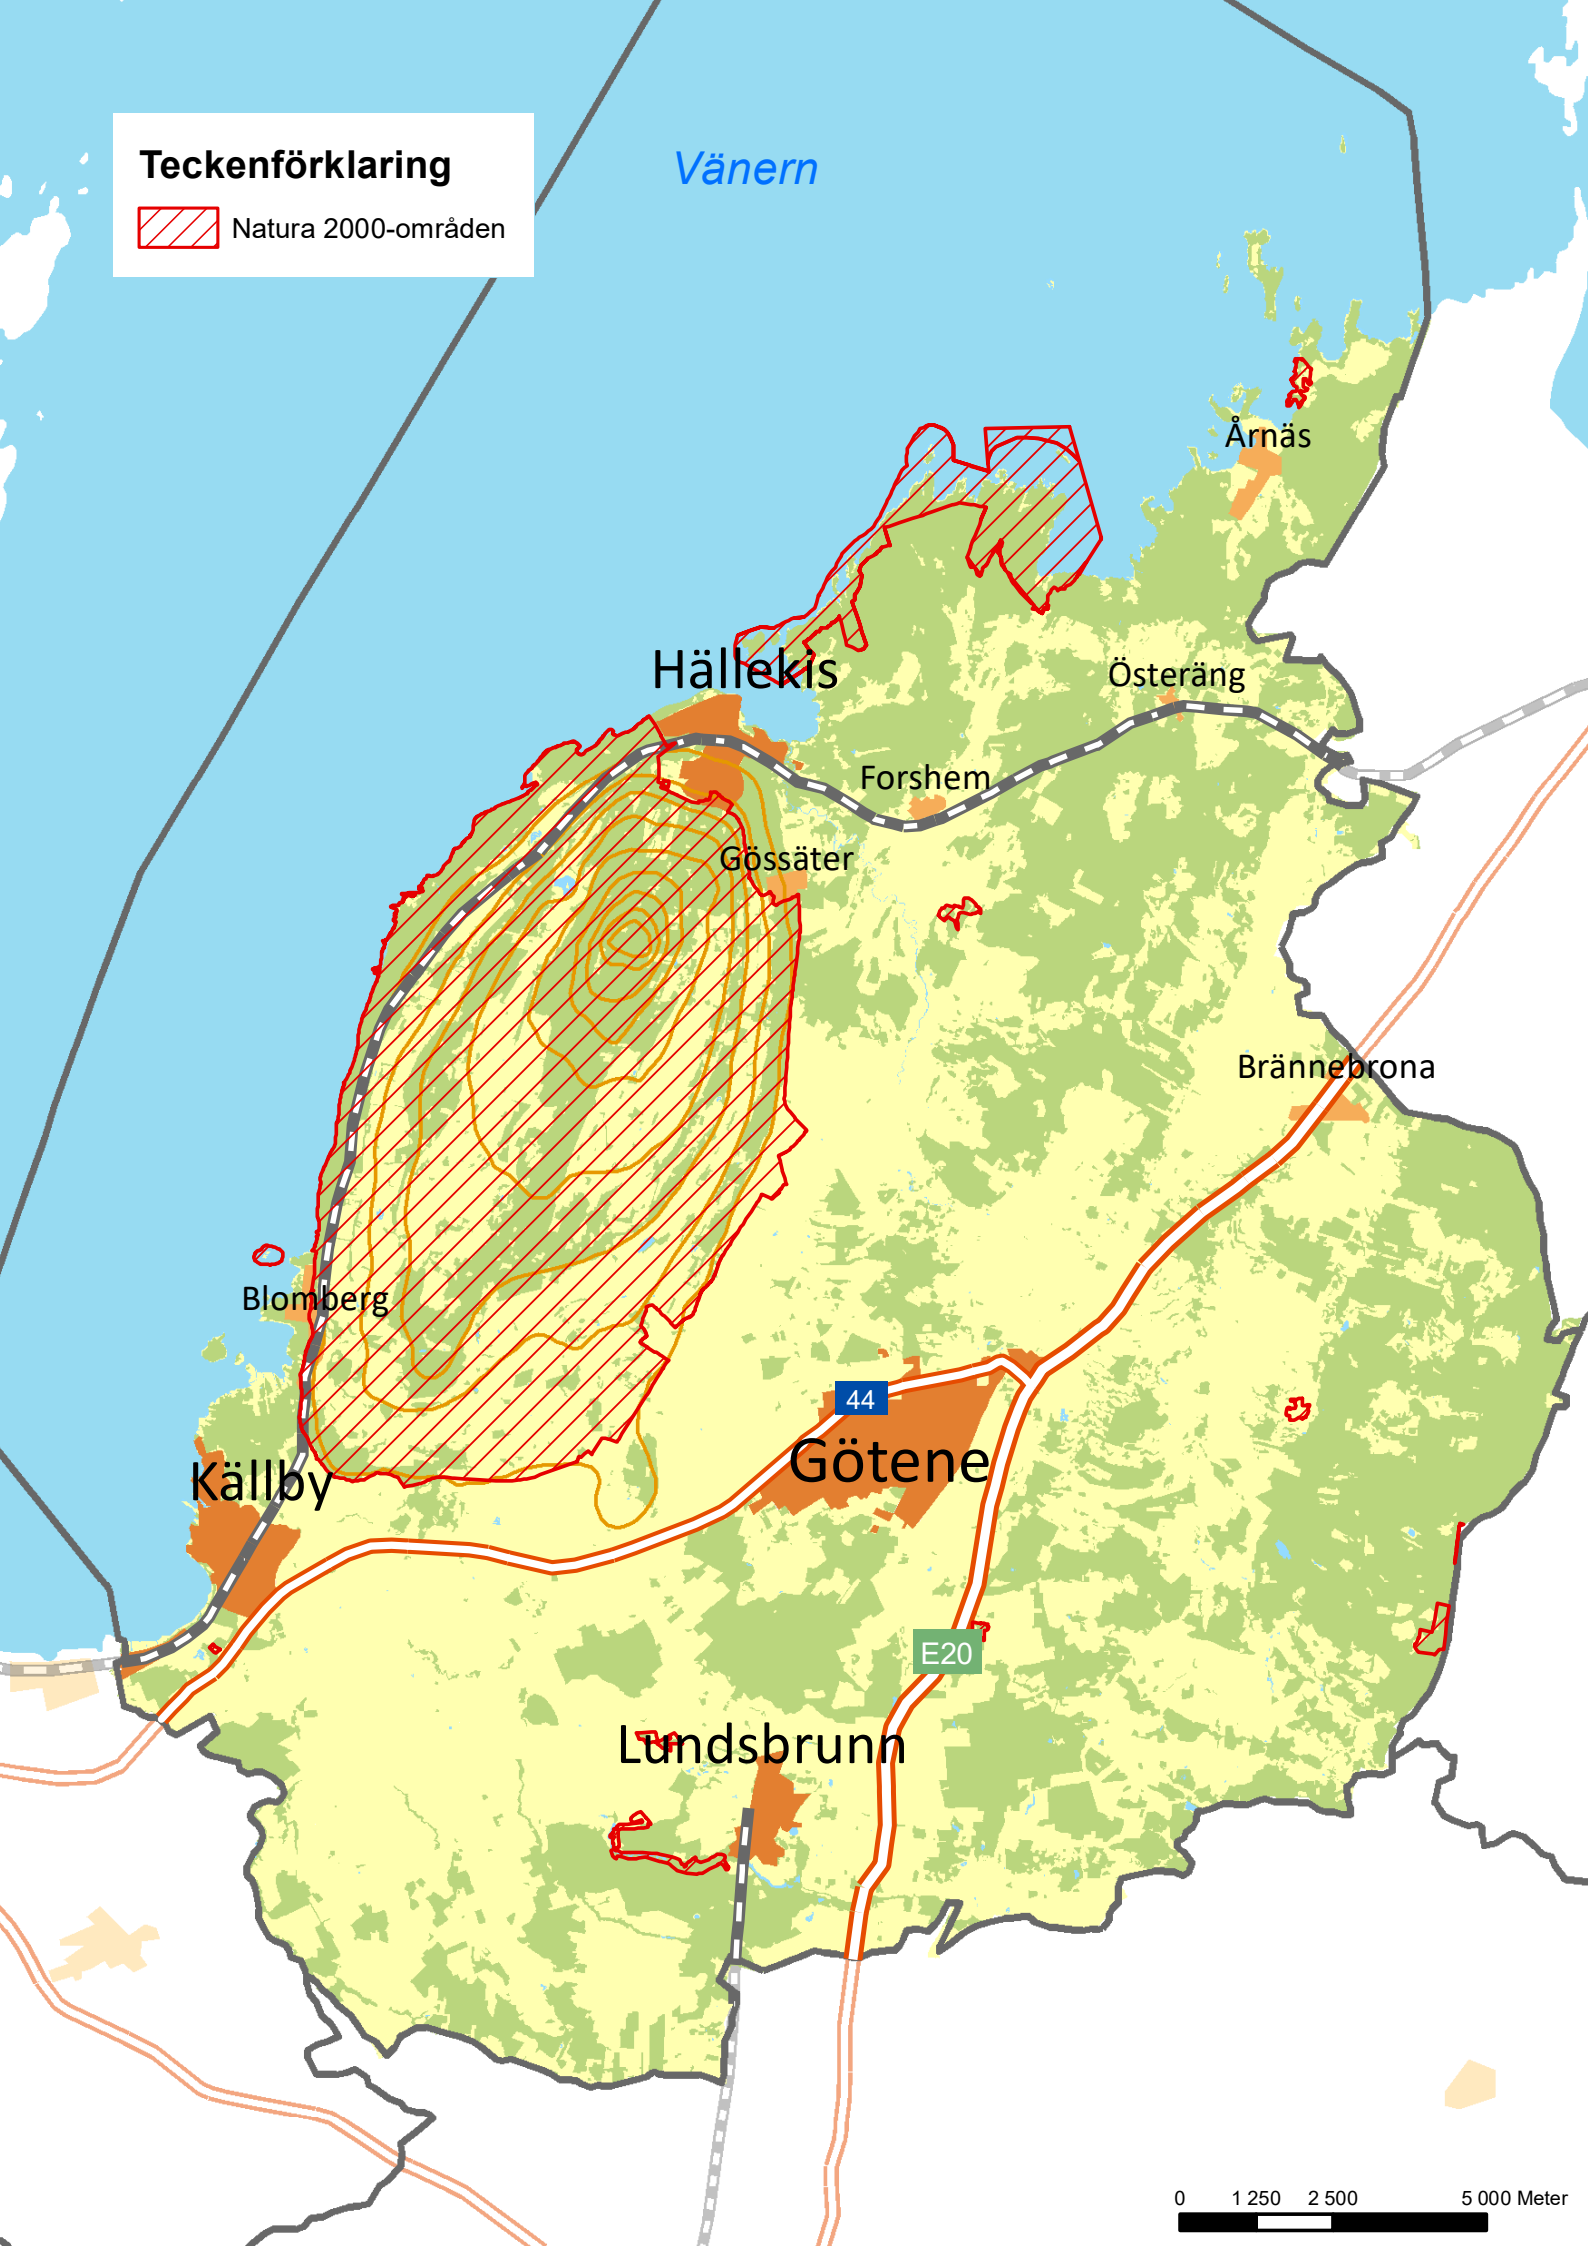 Teckenförklaring
Natura 2000-områden
Vänern
Årnäs
Hällekis
Österäng
Forshem
Gössäter
Brännebrona
Blomberg
44
Götene
Källby
E20
Lundsbrunn
0 1 250 2 500 5 000 Meter